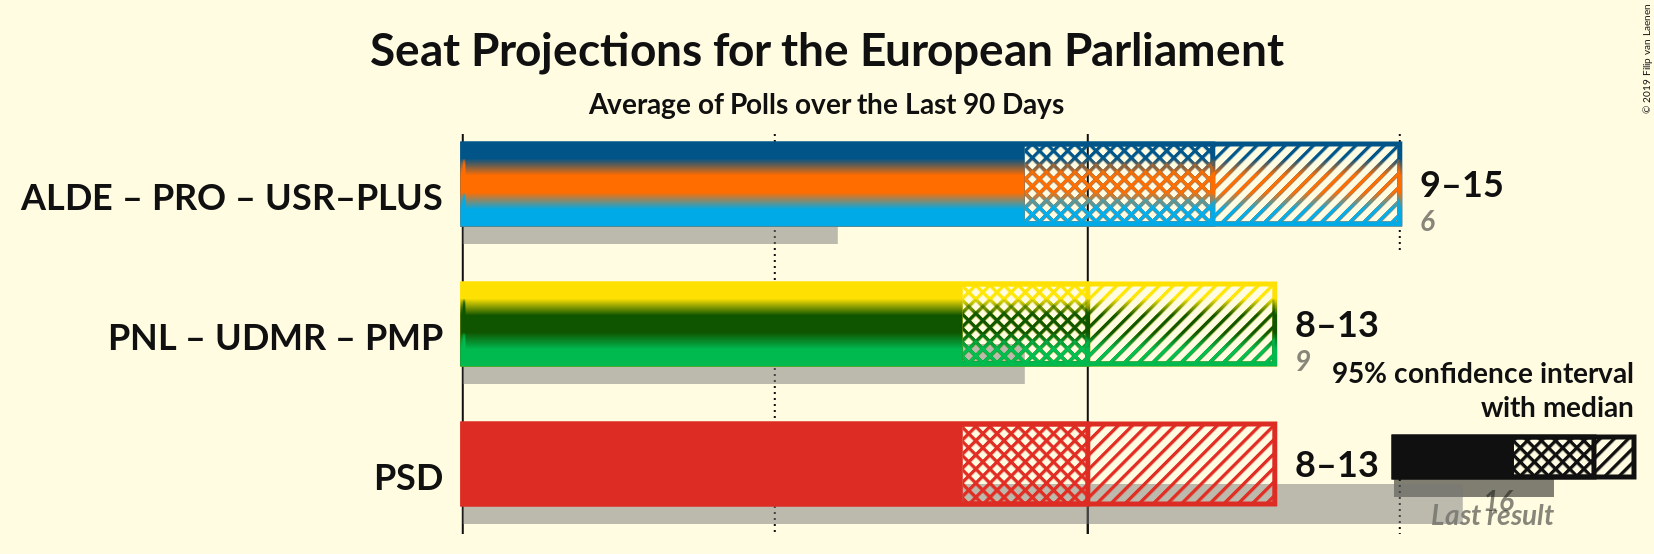 Seat Projections for the European Parliament
Average of Polls over the Last 90 Days
© 2019 Filip van Laenen
ALDE – PRO – USR–PLUS
9–15
6
PNL – UDMR – PMP
8–13
9
95% confidence interval
with median
PSD
8–13
16
Last result